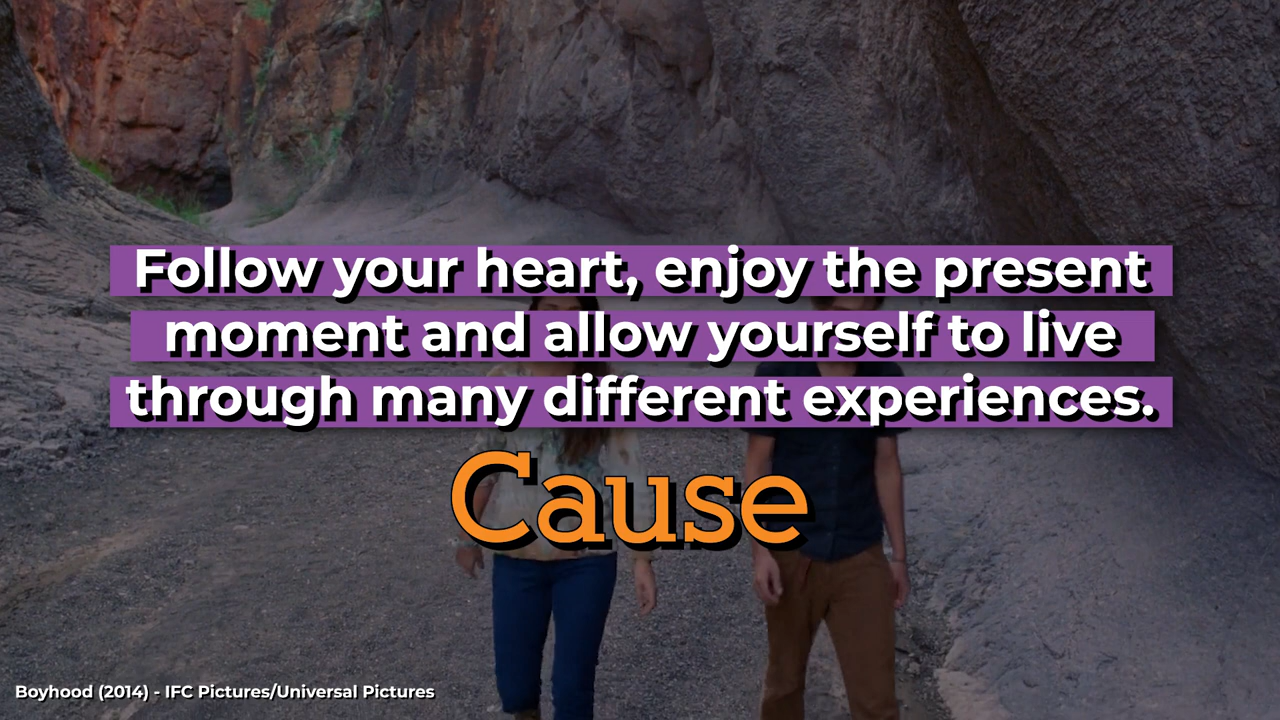 Follow your heart, enjoy the present
moment and allow yourself to live
through many different experiences.
Cause
Boyhood (2014) - IFC Pictures/Universal Pictures